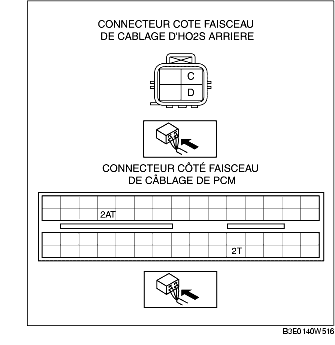 CONNECTEUR COTE FAISCEAU
DE CABLAGE D'HO2S ARRIERE
C
D
CONNECTEUR CÔTÉ FAISCEAU
DE CÂBLAGE DE PCM
2AT
2T
B3E0140W516